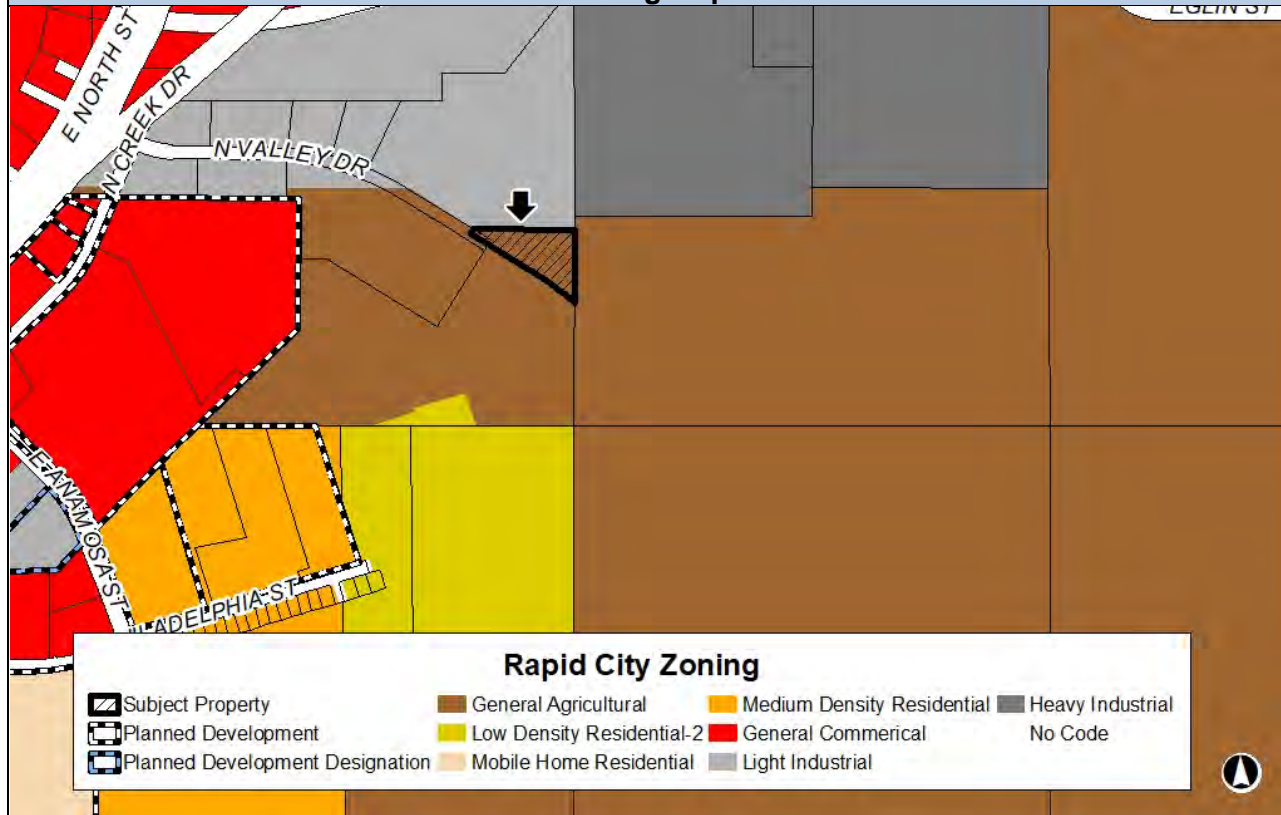 EGLIN ST
E NORTH ST
N CREEK DR
N VALLEY DR
E ANAMOSA ST
ILADELPHIA ST
Rapid City Zoning
Subject Property
General Agricultural
Medium Density Residential
Heavy Industrial
Planned Development
Low Density Residential-2
General Commerical
No Code
Planned Development Designation
Mobile Home Residential
Light Industrial